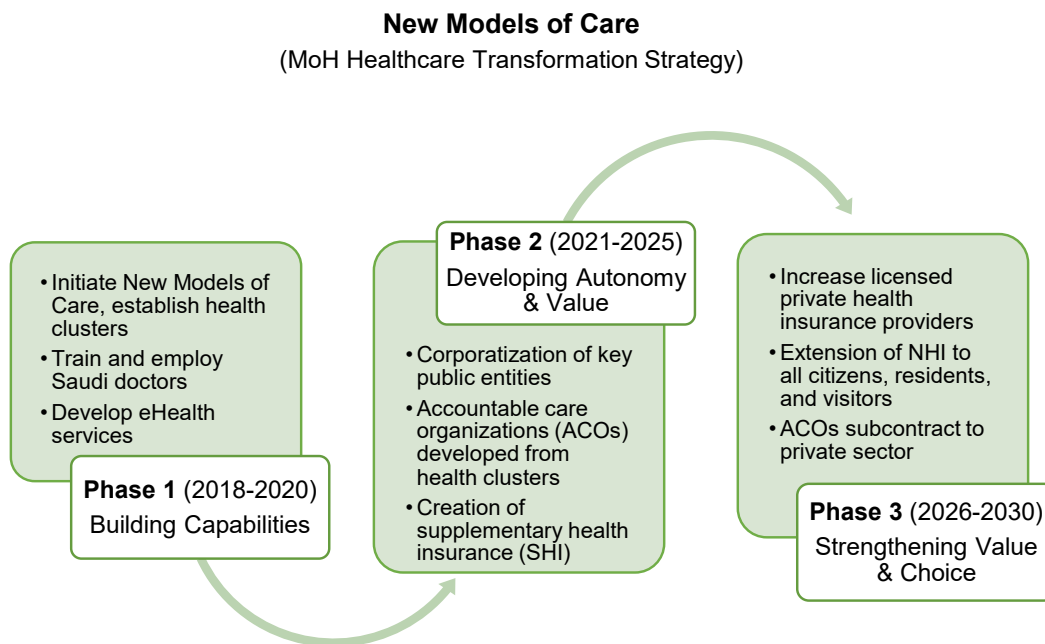 New Models of Care
(MoH Healthcare Transformation Strategy)
• Initiate New Models of
Care, establish health
clusters
• Train and employ
Saudi doctors
• Develop eHealth
services
Phase 1 (2018-2020)
Building Capabilities
Phase 2 (2021-2025)
Developing Autonomy
& Value
• Corporatization of key
public entities
• Accountable care
organizations (ACOs)
developed from
health clusters
• Creation of
supplementary health
insurance (SHI)
• Increase licensed
private health
insurance providers
• Extension of NHI to
all citizens, residents,
and visitors
• ACOs subcontract to
private sector
Phase 3 (2026-2030)
Strengthening Value
& Choice